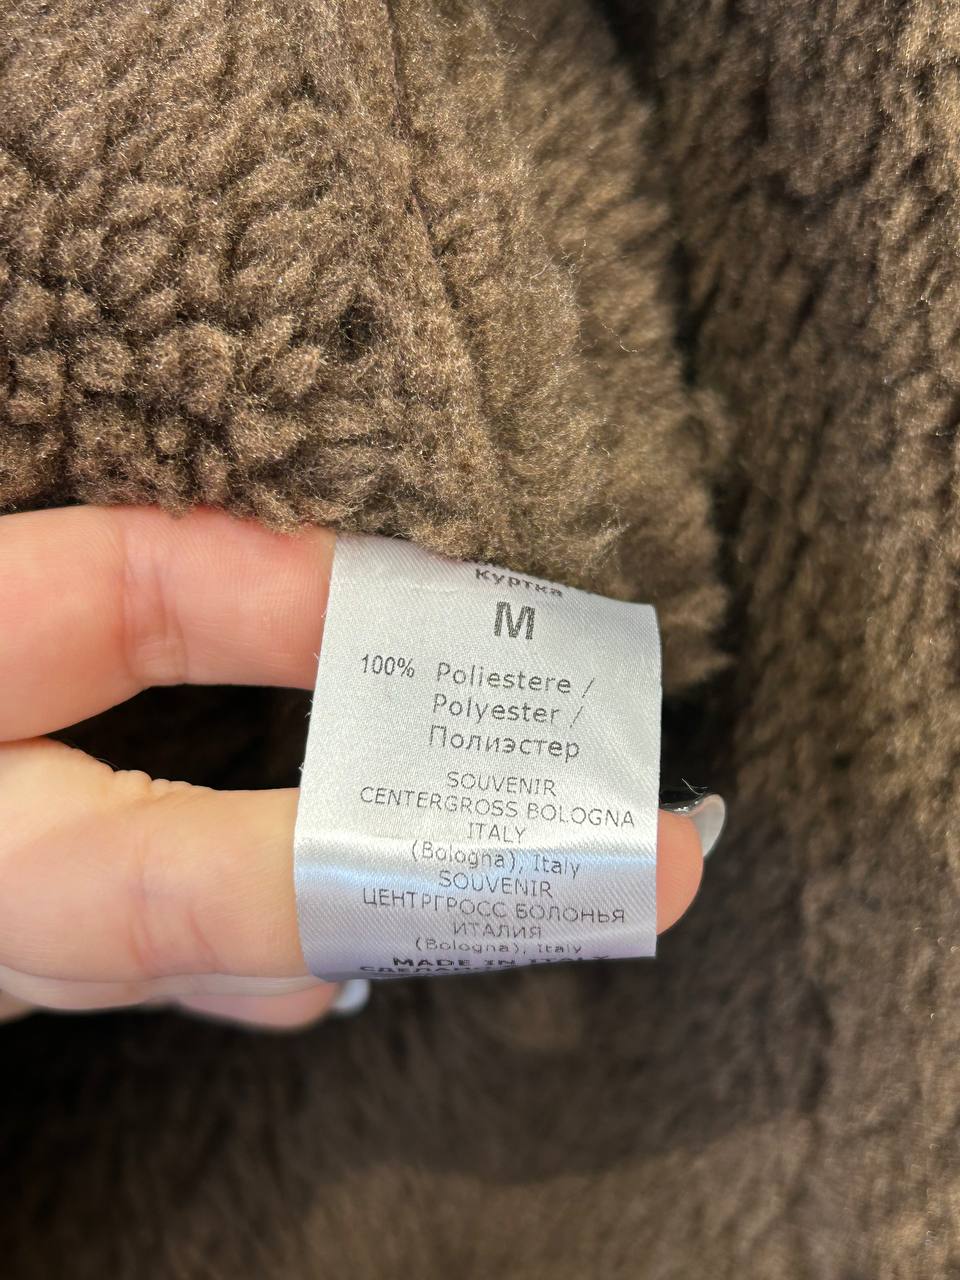 Куртка
M
100% Poliestere /
Polyester /
Полиэстер
SOUVENIR
CENTERGROSS BOLOGNA
ITALY
(Bologna), Italy
SOUVENIR
ЦЕНТРГРОСС БОЛОНЬЯ
ИТАЛИЯ
(Bologna), Italy
MADE IN ITALY